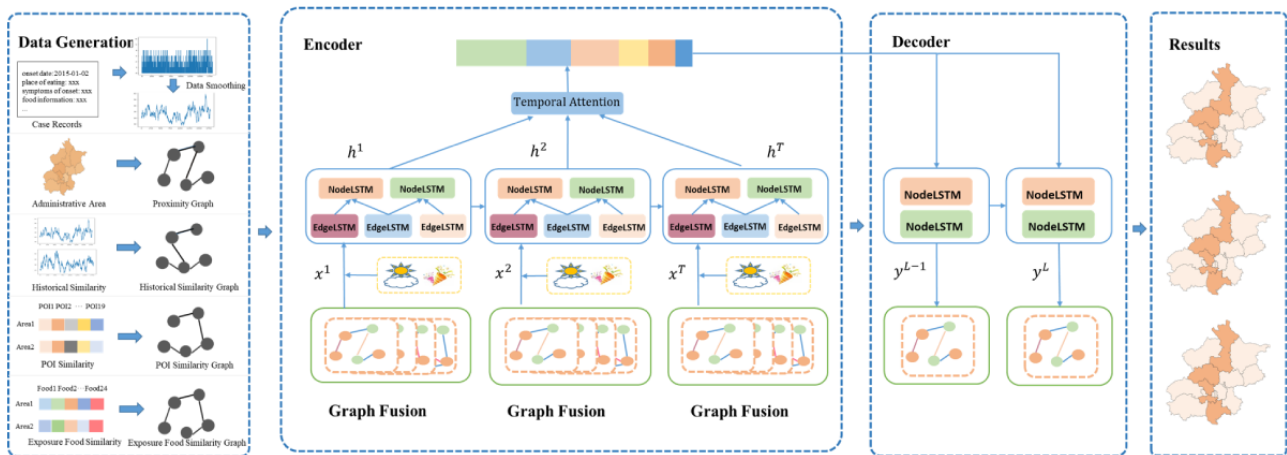 Data Generation
onset date:2015-01-02
place of eating: xxx
symptoms of onset: xxx
food information: xxx
...
Case Records
Data Smoothing
Administrative Area
Proximity Graph
Historical Similarity
Historical Similarity Graph
POI1 POI2 ··· POI19
Area1
Area2
POI Similarity
POI Similarity Graph
Food1 Food2 ···Food24
Area1
Area2
Exposure Food Similarity
Exposure Food Similarity Graph
Encoder
Temporal Attention
h¹
h²
hᵀ
NodeLSTM NodeLSTM
EdgeLSTM EdgeLSTM EdgeLSTM
NodeLSTM NodeLSTM
EdgeLSTM EdgeLSTM EdgeLSTM
NodeLSTM NodeLSTM
EdgeLSTM EdgeLSTM EdgeLSTM
x¹
x²
xᵀ
Graph Fusion
Graph Fusion
Graph Fusion
Decoder
NodeLSTM
NodeLSTM
NodeLSTM
NodeLSTM
yᴸ⁻¹
yᴸ
Results